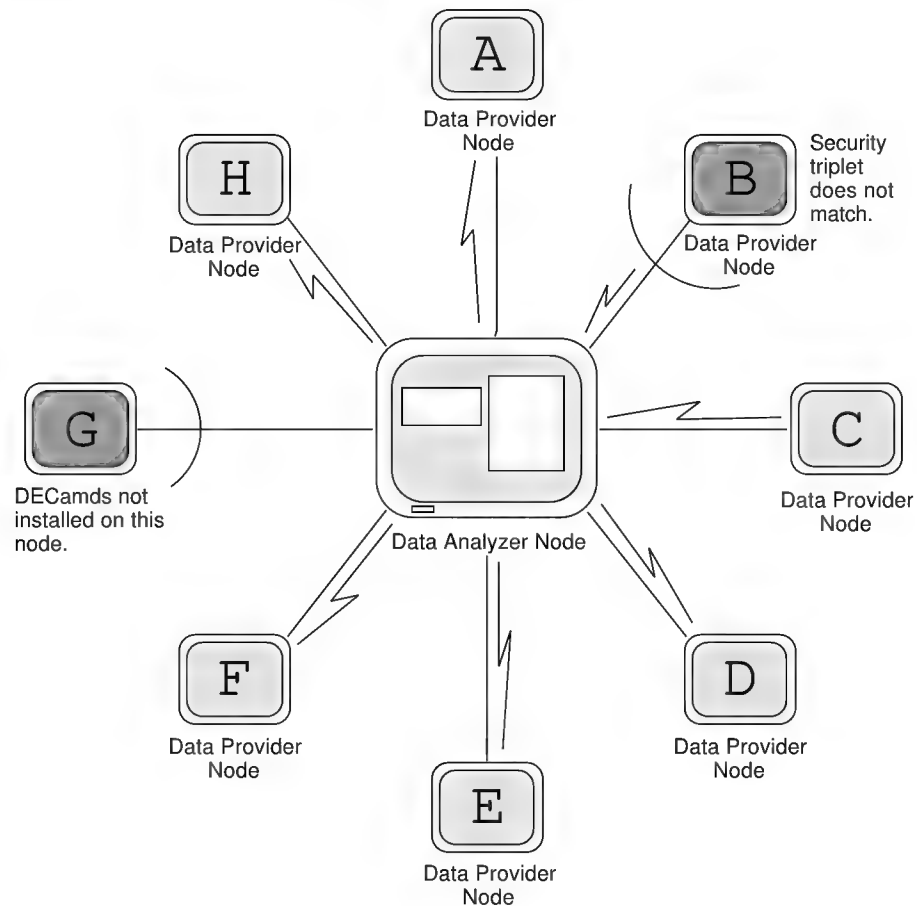 A
Data Provider
Node
H
Data Provider
Node
B
Security
triplet
does not
match.
Data Provider
Node
G
DECamds not
installed on this
node.
C
Data Provider
Node
Data Analyzer Node
F
Data Provider
Node
D
Data Provider
Node
E
Data Provider
Node